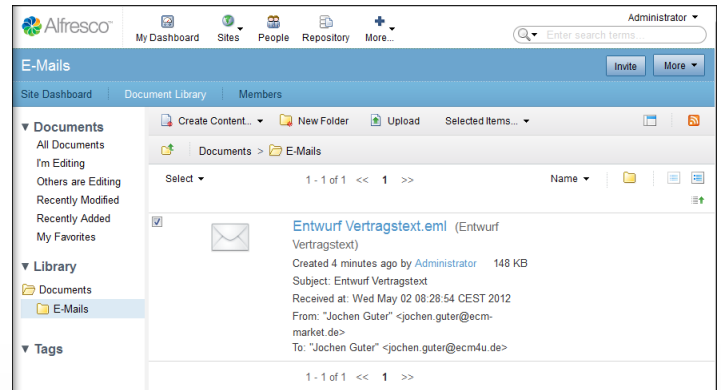 Alfresco™
My Dashboard Sites People Repository More...
Administrator
Enter search terms...
E-Mails
Invite More
Site Dashboard Document Library Members
Documents
All Documents
I'm Editing
Others are Editing
Recently Modified
Recently Added
My Favorites
Library
Documents
E-Mails
Tags
Create Content... New Folder Upload Selected Items...
Documents > E-Mails
Select 1 - 1 of 1 << 1 >> Name
Entwurf Vertragstext.eml (Entwurf
Vertragstext)
Created 4 minutes ago by Administrator 148 KB
Subject: Entwurf Vertragstext
Received at: Wed May 02 08:28:54 CEST 2012
From: "Jochen Guter" <jochen.guter@ecm-
market.de>
To: "Jochen Guter" <jochen.guter@ecm4u.de>
1 - 1 of 1 << 1 >>